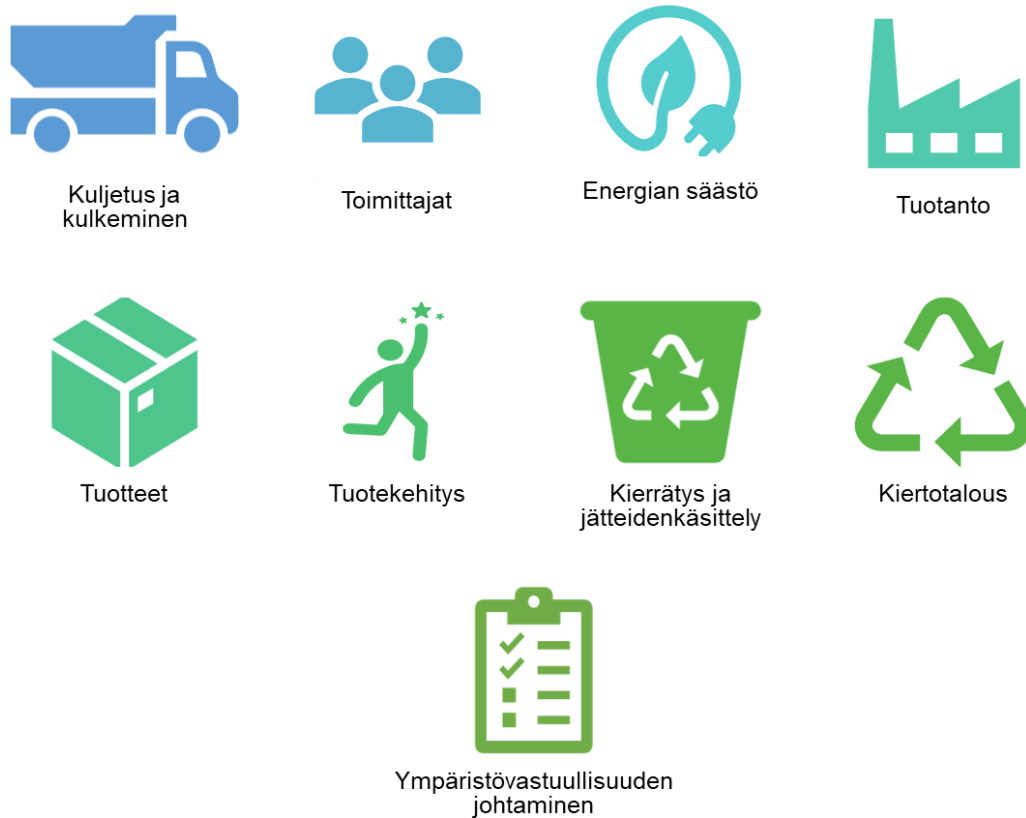 Kuljetus ja
kulkeminen
Toimittajat
Energian säästö
Tuotanto
Tuotteet
Tuotekehitys
Kierrätys ja
jätteidenkäsittely
Kiertotalous
Ympäristövastuullisuuden
johtaminen